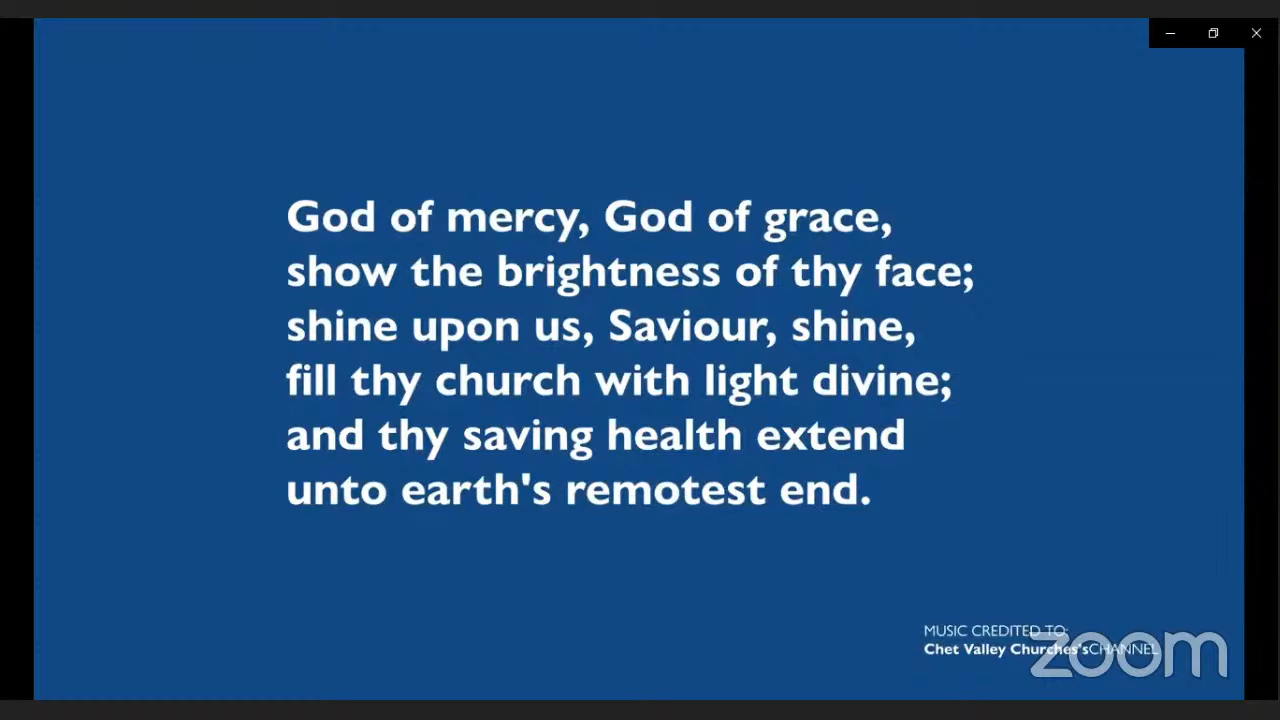 God of mercy, God of grace,
show the brightness of thy face;
shine upon us, Saviour, shine,
fill thy church with light divine;
and thy saving health extend
unto earth's remotest end.
MUSIC CREDITED TO:
Chet Valley Churches'sCHANNEL
zoom